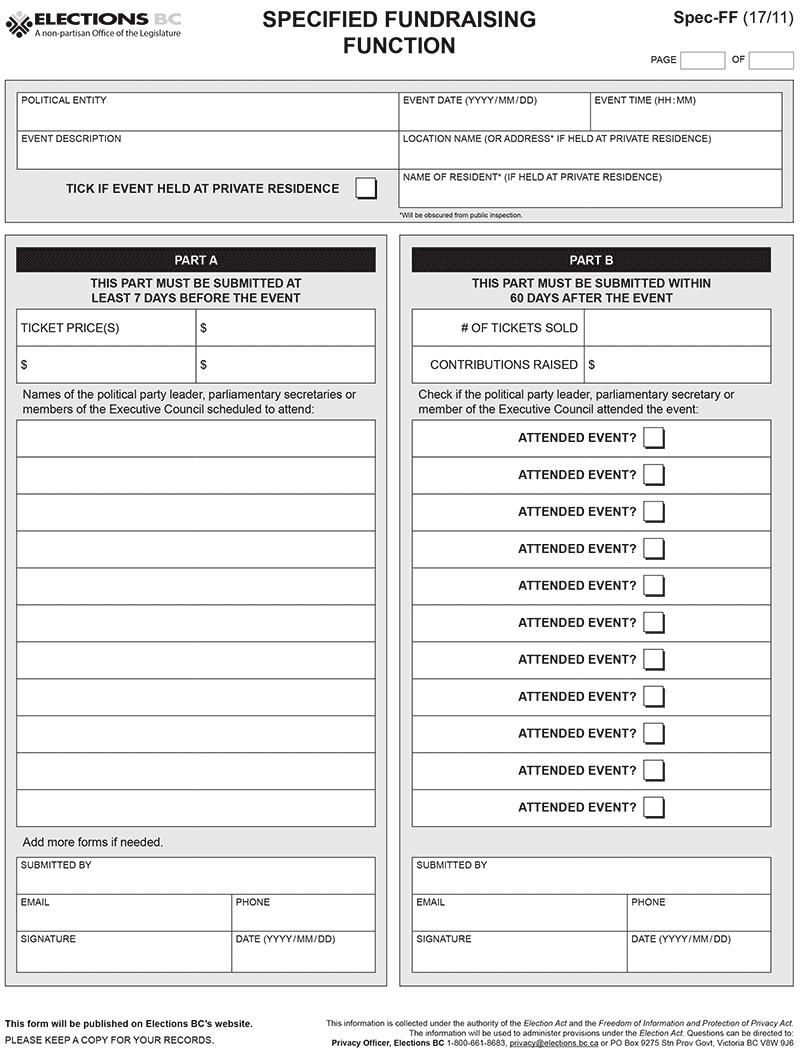 ELECTIONS BC
A non-partisan Office of the Legislature
SPECIFIED FUNDRAISING
FUNCTION
Spec-FF (17/11)
PAGE OF
POLITICAL ENTITY
EVENT DATE (YYYY/MM/DD)
EVENT TIME (HH:MM)
EVENT DESCRIPTION
LOCATION NAME (OR ADDRESS* IF HELD AT PRIVATE RESIDENCE)
TICK IF EVENT HELD AT PRIVATE RESIDENCE
NAME OF RESIDENT* (IF HELD AT PRIVATE RESIDENCE)
*Will be obscured from public inspection.
PART A
THIS PART MUST BE SUBMITTED AT
LEAST 7 DAYS BEFORE THE EVENT
TICKET PRICE(S) $
$ $
Names of the political party leader, parliamentary secretaries or
members of the Executive Council scheduled to attend:
Add more forms if needed.
SUBMITTED BY
EMAIL PHONE
SIGNATURE DATE (YYYY/MM/DD)
PART B
THIS PART MUST BE SUBMITTED WITHIN
60 DAYS AFTER THE EVENT
# OF TICKETS SOLD
CONTRIBUTIONS RAISED $
Check if the political party leader, parliamentary secretary or
member of the Executive Council attended the event:
ATTENDED EVENT?
ATTENDED EVENT?
ATTENDED EVENT?
ATTENDED EVENT?
ATTENDED EVENT?
ATTENDED EVENT?
ATTENDED EVENT?
ATTENDED EVENT?
ATTENDED EVENT?
ATTENDED EVENT?
ATTENDED EVENT?
SUBMITTED BY
EMAIL PHONE
SIGNATURE DATE (YYYY/MM/DD)
This form will be published on Elections BC's website.
PLEASE KEEP A COPY FOR YOUR RECORDS.
This information is collected under the authority of the Election Act and the Freedom of Information and Protection of Privacy Act.
The information will be used to administer provisions under the Election Act. Questions can be directed to:
Privacy Officer, Elections BC 1-800-661-8683, privacy@elections.bc.ca or PO Box 9275 Stn Prov Govt, Victoria BC V8W 9J6